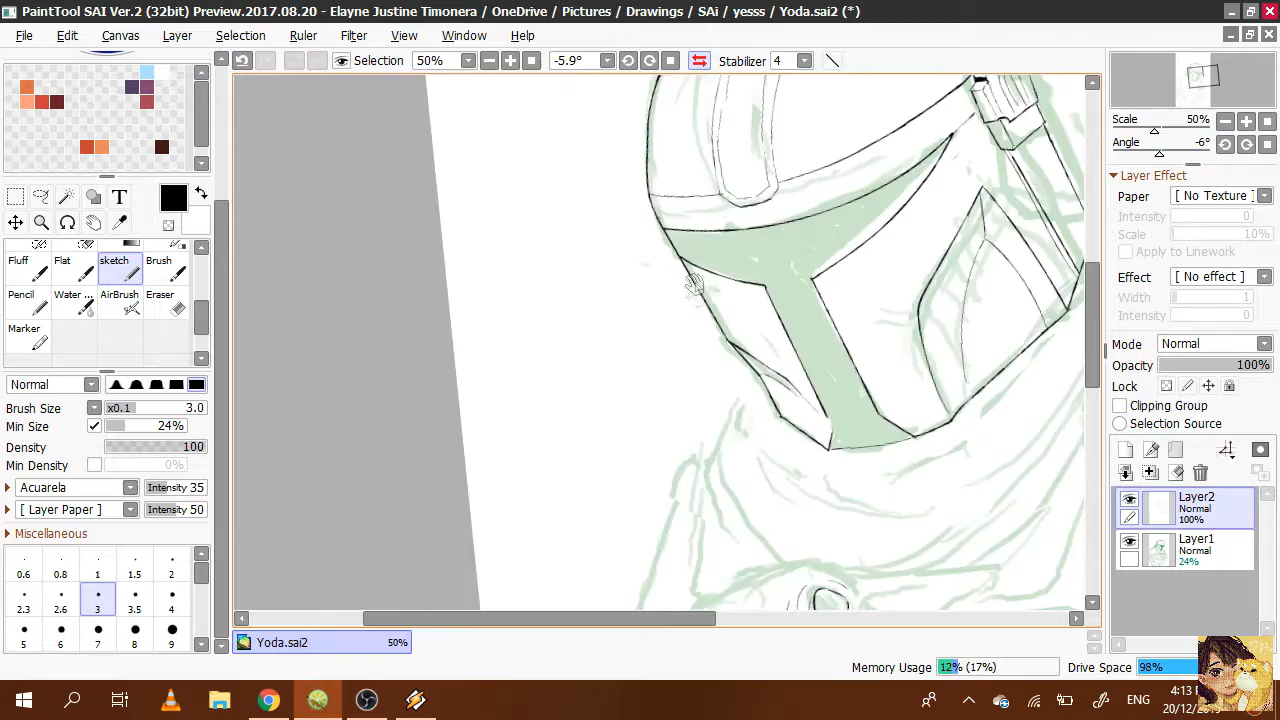 PaintTool SAI Ver.2 (32bit) Preview.2017.08.20 - Elayne Justine Timonera / OneDrive / Pictures / Drawings / SAi / yesss / Yoda.sai2 (*)
File Edit Canvas Layer Selection Ruler Filter View Window Help
Selection 50% -5.9° Stabilizer 4
Scale 50%
Angle -6°
Layer Effect
Paper [ No Texture ]
Intensity 0
Scale 10%
Apply to Linework
Effect [ No effect ]
Width 1
Intensity 0
Mode Normal
Opacity 100%
Lock
Clipping Group
Selection Source
Layer2
Normal
100%
Layer1
Normal
24%
T
Fluff Flat sketch Brush
Pencil Water ... AirBrush Eraser
Marker
Normal
Brush Size x0.1 3.0
Min Size 24%
Density 100
Min Density 0%
Acuarela Intensity 35
[ Layer Paper ] Intensity 50
Miscellaneous
0.6 0.8 1 1.5 2
2.3 2.6 3 3.5 4
5 6 7 8 9
Yoda.sai2 50%
Memory Usage 12% (17%) Drive Space 98%
ENG
4:13